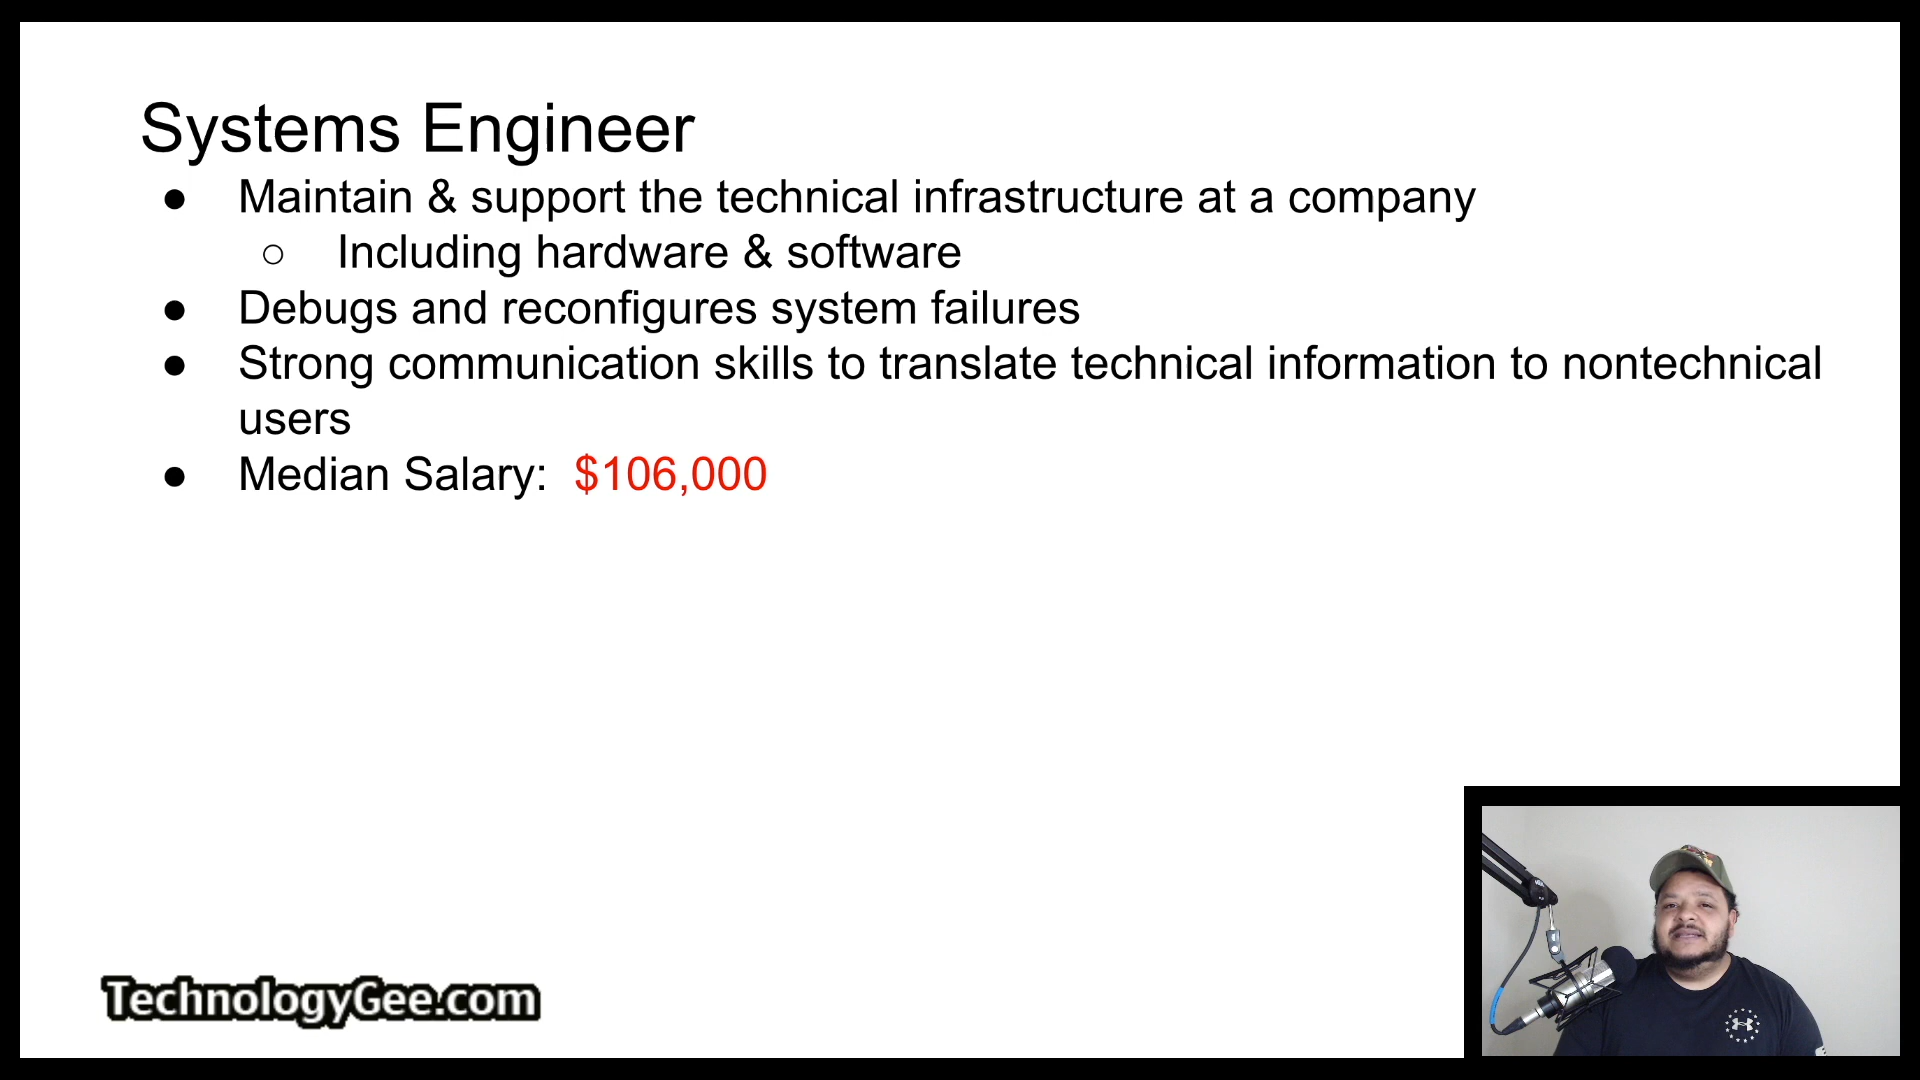 Systems Engineer
● Maintain & support the technical infrastructure at a company
○ Including hardware & software
● Debugs and reconfigures system failures
● Strong communication skills to translate technical information to nontechnical
users
● Median Salary: $106,000
TechnologyGee.com